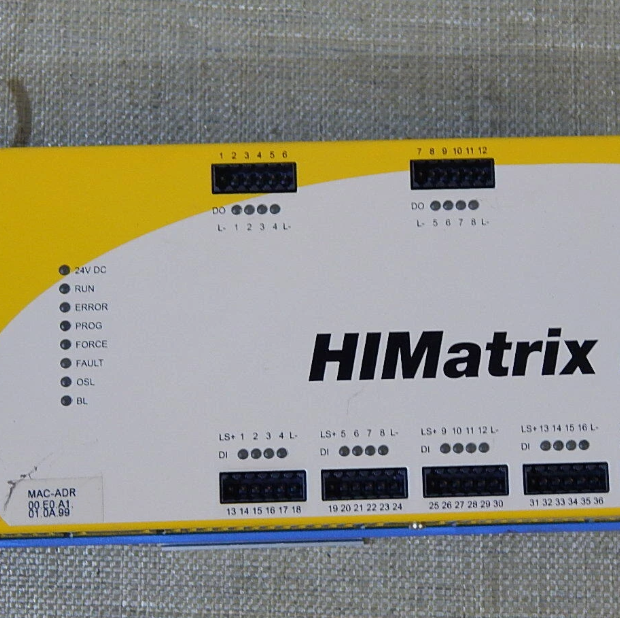 1 2 3 4 5 6
7 8 9 10 11 12
DO
L- 1 2 3 4 L-
DO
L- 5 6 7 8 L-
24V DC
RUN
ERROR
PROG
FORCE
FAULT
OSL
BL
HIMatrix
LS+ 1 2 3 4 L-
LS+ 5 6 7 8 L-
LS+ 9 10 11 12 L-
LS+ 13 14 15 16 L-
DI
DI
DI
DI
13 14 15 16 17 18
19 20 21 22 23 24
25 26 27 28 29 30
31 32 33 34 35 36
MAC-ADR
00.E0.A1.
01.0A.99